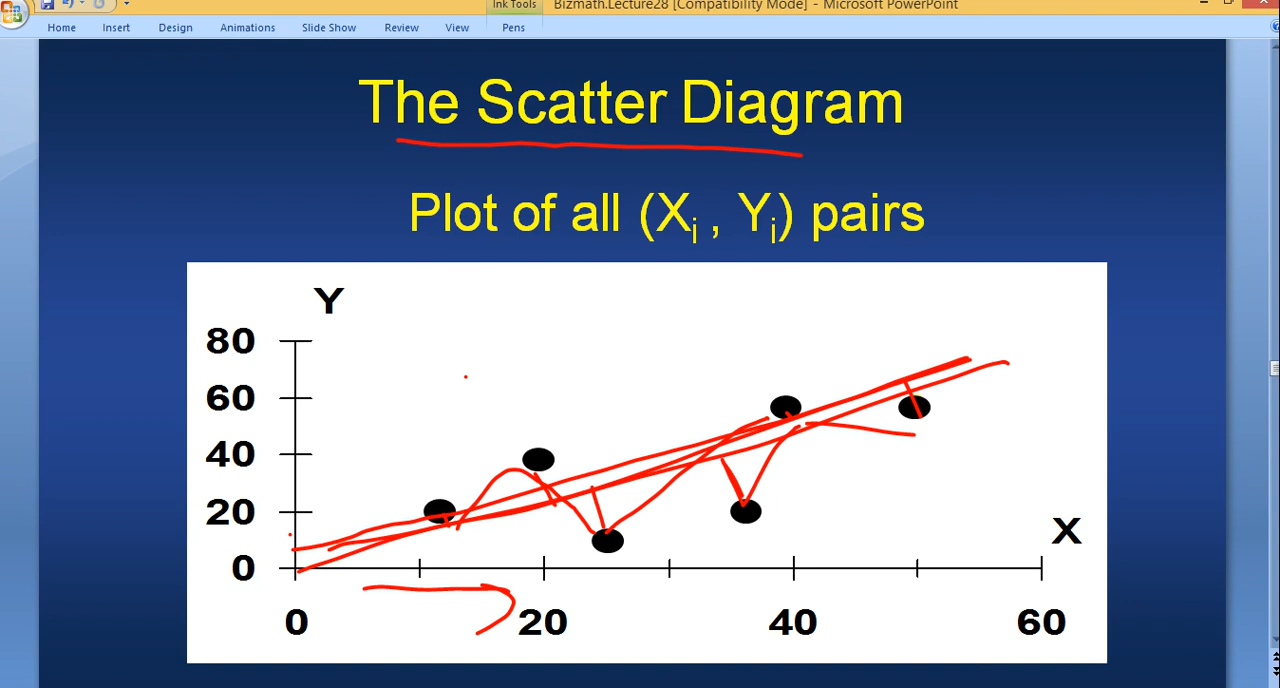 Ink Tools
Bizmath.Lecture28 [Compatibility Mode] - Microsoft PowerPoint
Home Insert Design Animations Slide Show Review View Pens
The Scatter Diagram
Plot of all (Xi , Yi) pairs
Y
80
60
40
20
0
X
0 20 40 60